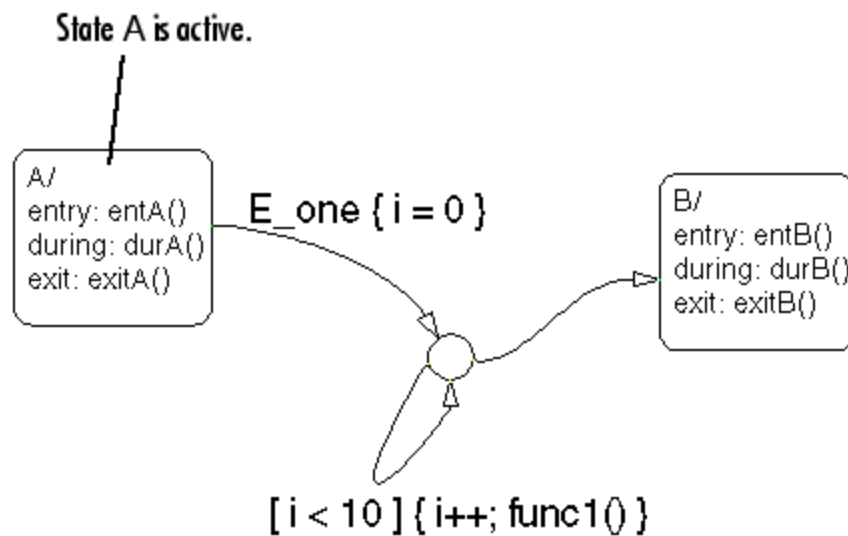 State A is active.
A/
entry: entA()
during: durA()
exit: exitA()
E_one { i = 0 }
B/
entry: entB()
during: durB()
exit: exitB()
[ i < 10 ] { i++; func1() }